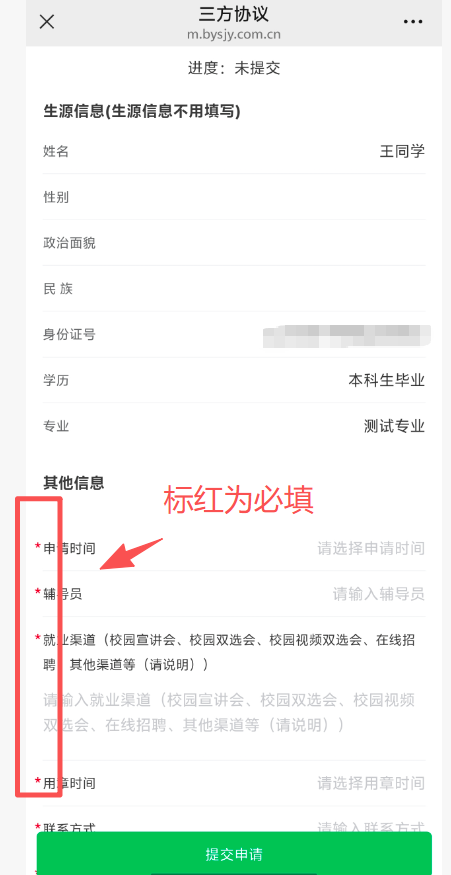 三方协议
m.bysjy.com.cn
进度：未提交
生源信息(生源信息不用填写)
姓名 王同学
性别
政治面貌
民 族
身份证号
学历 本科生毕业
专业 测试专业
其他信息
标红为必填
*申请时间 请选择申请时间
*辅导员 请输入辅导员
*就业渠道（校园宣讲会、校园双选会、校园视频双选会、在线招
聘、其他渠道等（请说明））
请输入就业渠道（校园宣讲会、校园双选会、校园视频
双选会、在线招聘、其他渠道等（请说明））
*用章时间 请选择用章时间
*联系方式 请输入联系方式
提交申请